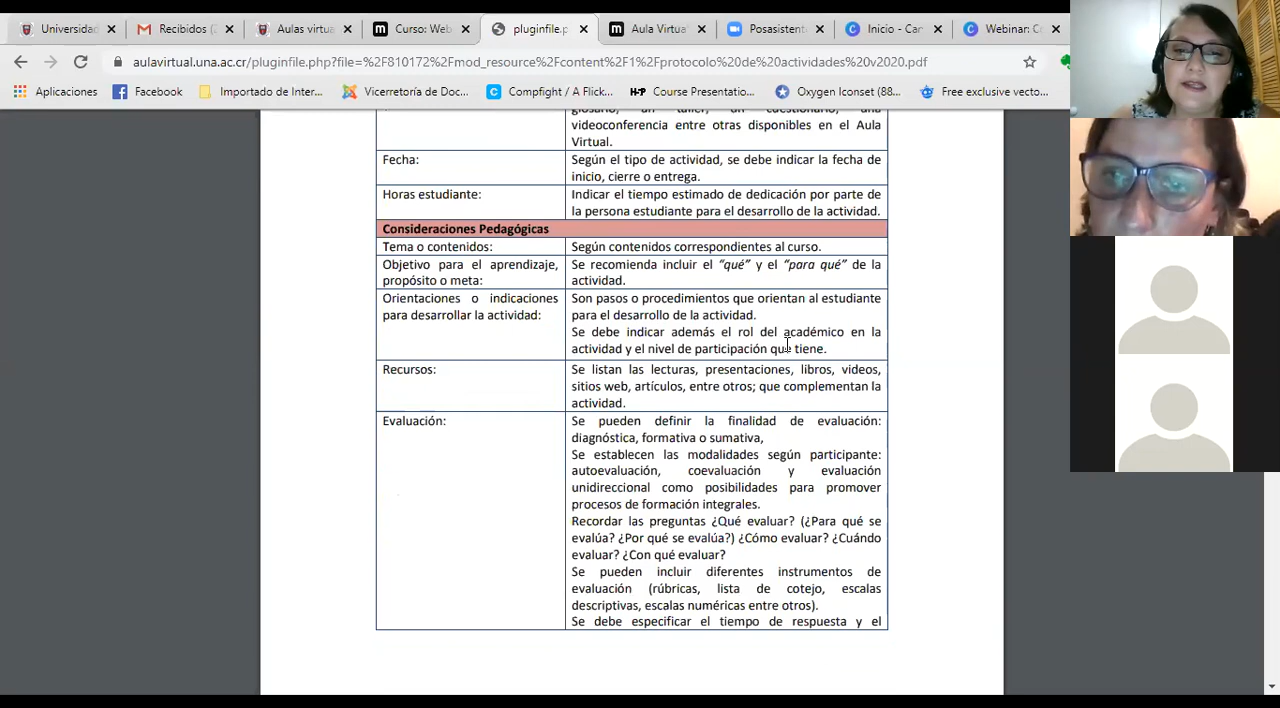 Universidad
Recibidos (
Aulas virtual
Curso: Web
pluginfile.p
Aula Virtua
Posasistent
Inicio - Can
Webinar: Cr
aulavirtual.una.ac.cr/pluginfile.php?file=%2F810172%2Fmod_resource%2Fcontent%2F1%2Fprotocolo%20de%20actividades%20v2020.pdf
Aplicaciones
Facebook
Importado de Inter...
Vicerretoría de Doc...
Compfight / A Flick...
H-P Course Presentatio...
Oxygen Iconset (88...
Free exclusive vecto...
glosario, un taller, un cuestionario, una
videoconferencia entre otras disponibles en el Aula
Virtual.
Fecha:
Según el tipo de actividad, se debe indicar la fecha de
inicio, cierre o entrega.
Horas estudiante:
Indicar el tiempo estimado de dedicación por parte de
la persona estudiante para el desarrollo de la actividad.
Consideraciones Pedagógicas
Tema o contenidos:
Según contenidos correspondientes al curso.
Objetivo para el aprendizaje,
propósito o meta:
Se recomienda incluir el “qué” y el “para qué” de la
actividad.
Orientaciones o indicaciones
para desarrollar la actividad:
Son pasos o procedimientos que orientan al estudiante
para el desarrollo de la actividad.
Se debe indicar además el rol del académico en la
actividad y el nivel de participación que tiene.
Recursos:
Se listan las lecturas, presentaciones, libros, videos,
sitios web, artículos, entre otros; que complementan la
actividad.
Evaluación:
Se pueden definir la finalidad de evaluación:
diagnóstica, formativa o sumativa,
Se establecen las modalidades según participante:
autoevaluación, coevaluación y evaluación
unidireccional como posibilidades para promover
procesos de formación integrales.
Recordar las preguntas ¿Qué evaluar? (¿Para qué se
evalúa? ¿Por qué se evalúa?) ¿Cómo evaluar? ¿Cuándo
evaluar? ¿Con qué evaluar?
Se pueden incluir diferentes instrumentos de
evaluación (rúbricas, lista de cotejo, escalas
descriptivas, escalas numéricas entre otros).
Se debe especificar el tiempo de respuesta y el